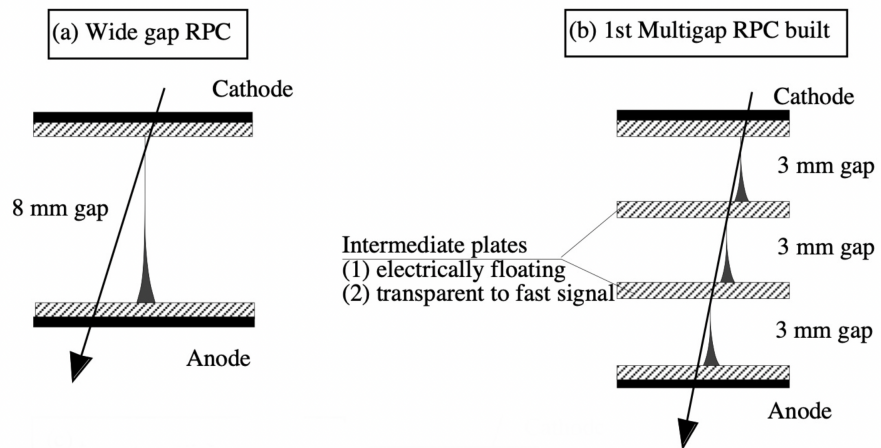 (a) Wide gap RPC
Cathode
8 mm gap
Anode
(b) 1st Multigap RPC built
Cathode
3 mm gap
Intermediate plates
(1) electrically floating
(2) transparent to fast signal
3 mm gap
3 mm gap
Anode